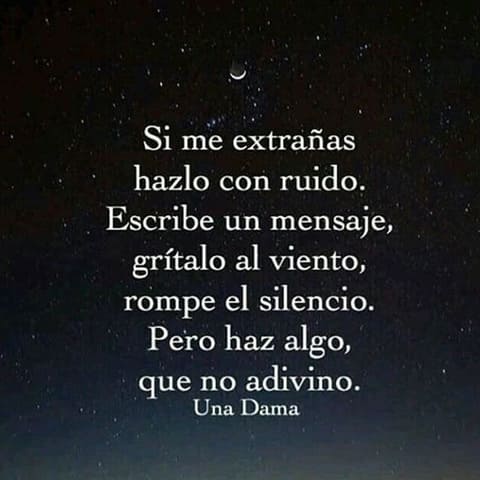 Si me extrañas
hazlo con ruido.
Escribe un mensaje,
grítalo al viento,
rompe el silencio.
Pero haz algo,
que no adivino.
Una Dama